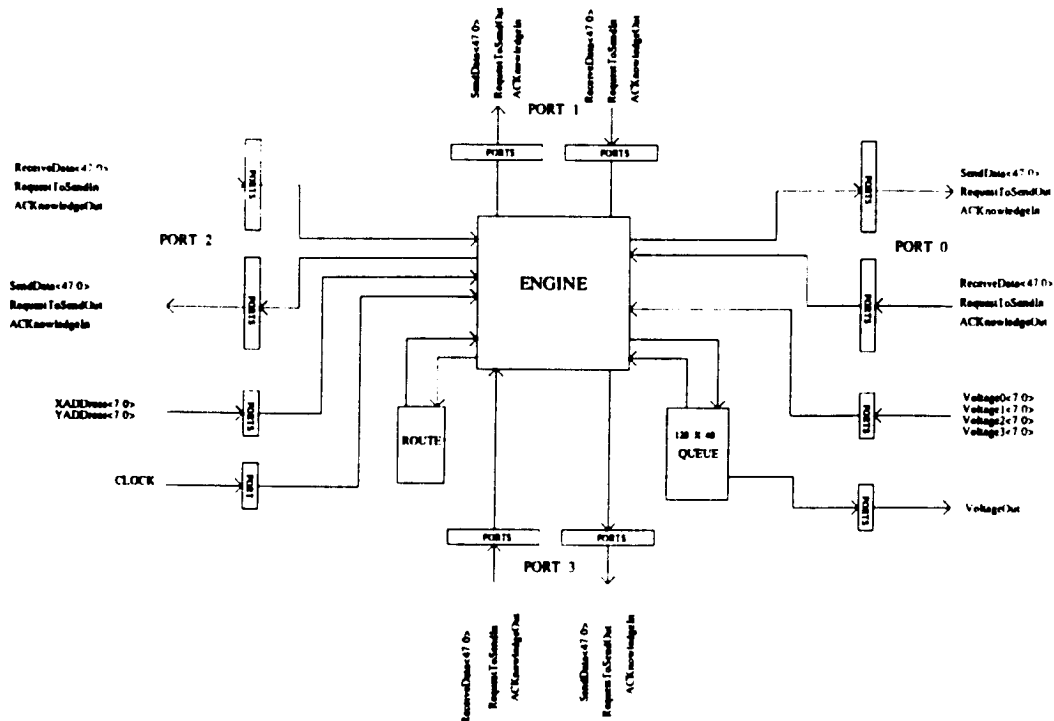 SendData<47:0>
RequestToSendOut
ACKnowledgeIn
ReceiveData<47:0>
RequestToSendIn
ACKnowledgeOut
PORT 1
PORTS
PORTS
ReceiveData<47:0>
RequestToSendIn
ACKnowledgeOut
PORTS
PORT 2
SendData<47:0>
RequestToSendOut
ACKnowledgeIn
PORTS
ENGINE
PORTS
SendData<47:0>
RequestToSendOut
ACKnowledgeIn
PORT 0
PORTS
ReceiveData<47:0>
RequestToSendIn
ACKnowledgeOut
XADDress<7:0>
YADDress<7:0>
PORTS
CLOCK
PORT
ROUTE
128 X 48
QUEUE
PORTS
Voltage0<7:0>
Voltage1<7:0>
Voltage2<7:0>
Voltage3<7:0>
PORTS
VoltageOut
PORTS
PORTS
PORT 3
ReceiveData<47:0>
RequestToSendIn
ACKnowledgeOut
SendData<47:0>
RequestToSendOut
ACKnowledgeIn